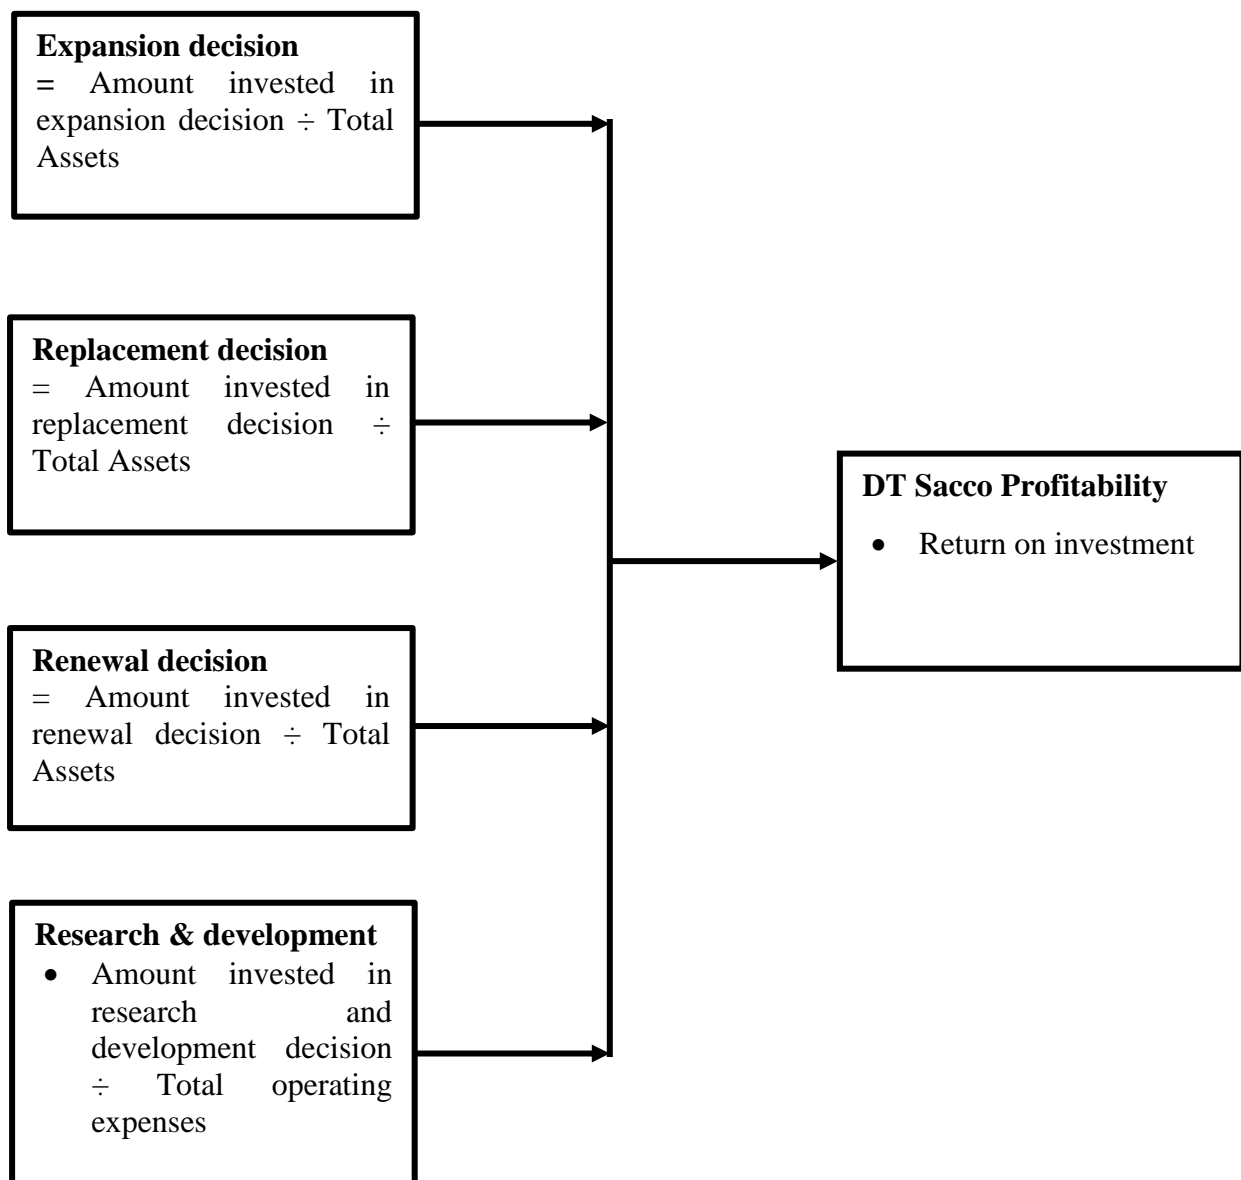 Expansion decision
= Amount invested in
expansion decision ÷ Total
Assets
Replacement decision
= Amount invested in
replacement decision ÷
Total Assets
DT Sacco Profitability
• Return on investment
Renewal decision
= Amount invested in
renewal decision ÷ Total
Assets
Research & development
• Amount invested in
research and
development decision
÷ Total operating
expenses